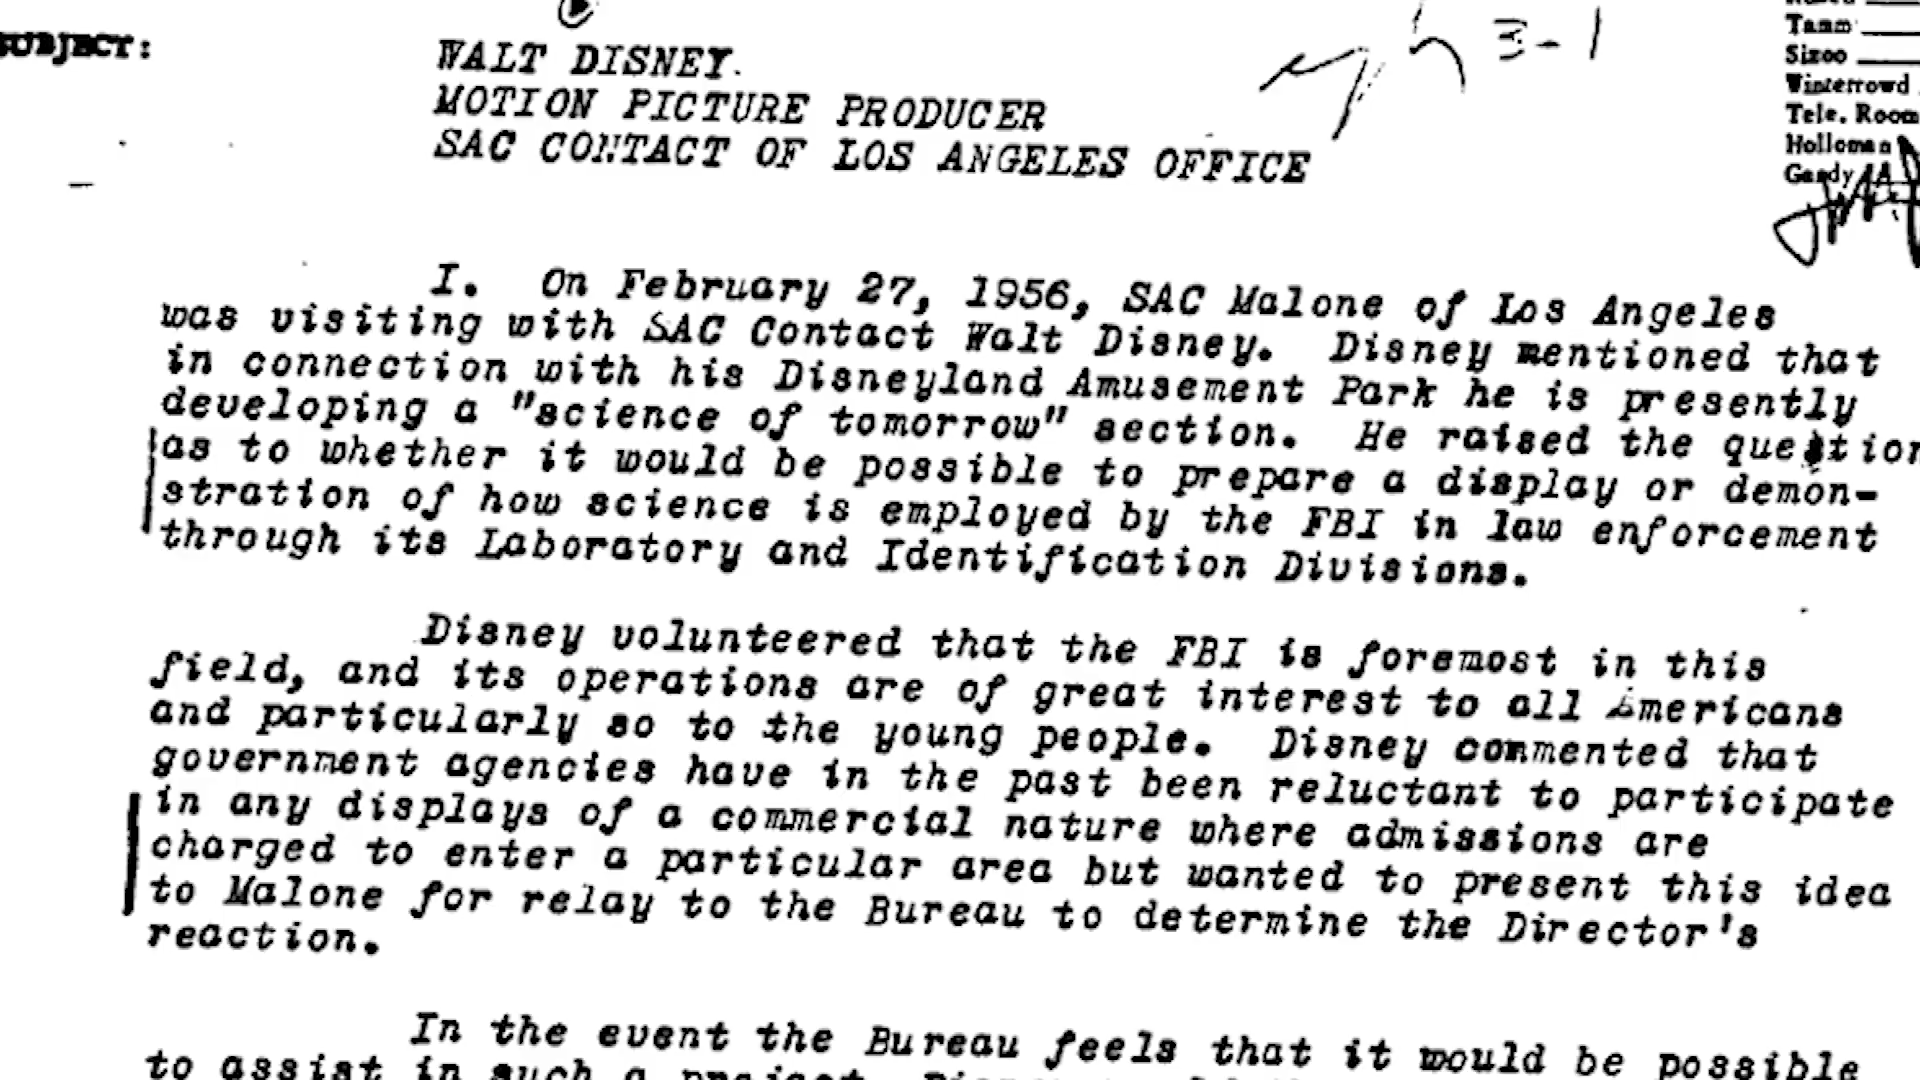 SUBJECT:
WALT DISNEY.
MOTION PICTURE PRODUCER
SAC CONTACT OF LOS ANGELES OFFICE
3-1
Tamm
Sizoo
Winterrowd
Tele. Room
Holloman
Gandy
I. On February 27, 1956, SAC Malone of Los Angeles
was visiting with SAC Contact Walt Disney. Disney mentioned that
in connection with his Disneyland Amusement Park he is presently
developing a "science of tomorrow" section. He raised the question
as to whether it would be possible to prepare a display or demon-
stration of how science is employed by the FBI in law enforcement
through its Laboratory and Identification Divisions.
Disney volunteered that the FBI is foremost in this
field, and its operations are of great interest to all Americans
and particularly so to the young people. Disney commented that
government agencies have in the past been reluctant to participate
in any displays of a commercial nature where admissions are
charged to enter a particular area but wanted to present this idea
to Malone for relay to the Bureau to determine the Director's
reaction.
In the event the Bureau feels that it would be possible
to assist in such a project.